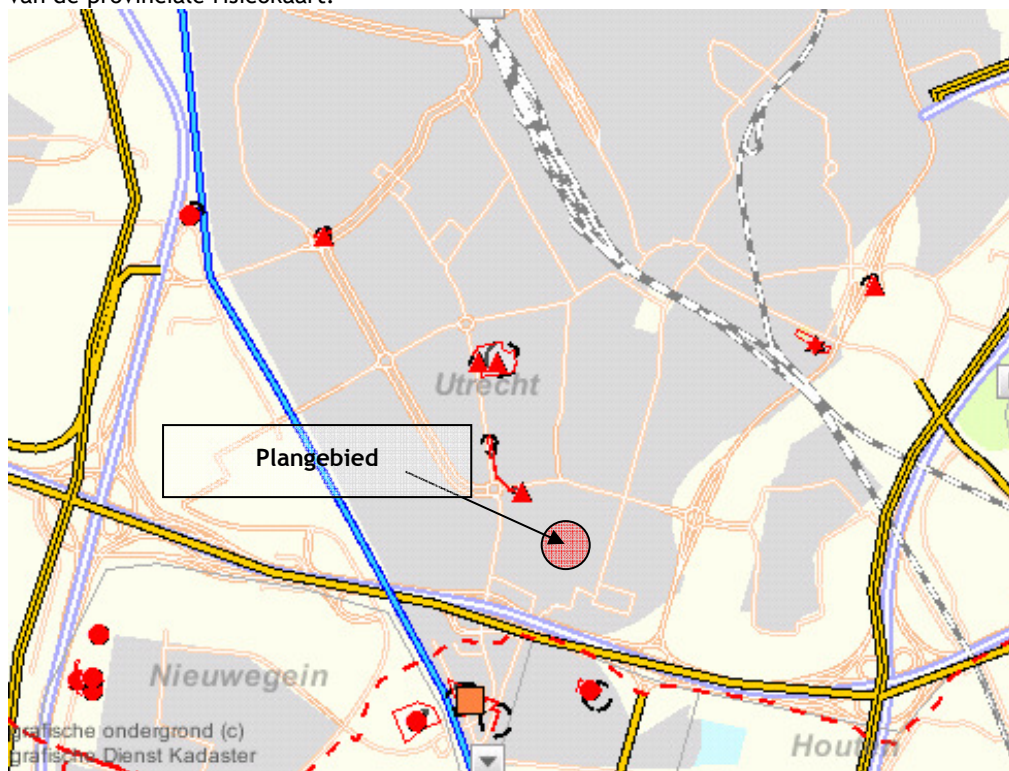 van de provinciale risicokaart.
Utrecht
Plangebied
Nieuwegein
grafische ondergrond (c)
grafische Dienst Kadaster
Houten